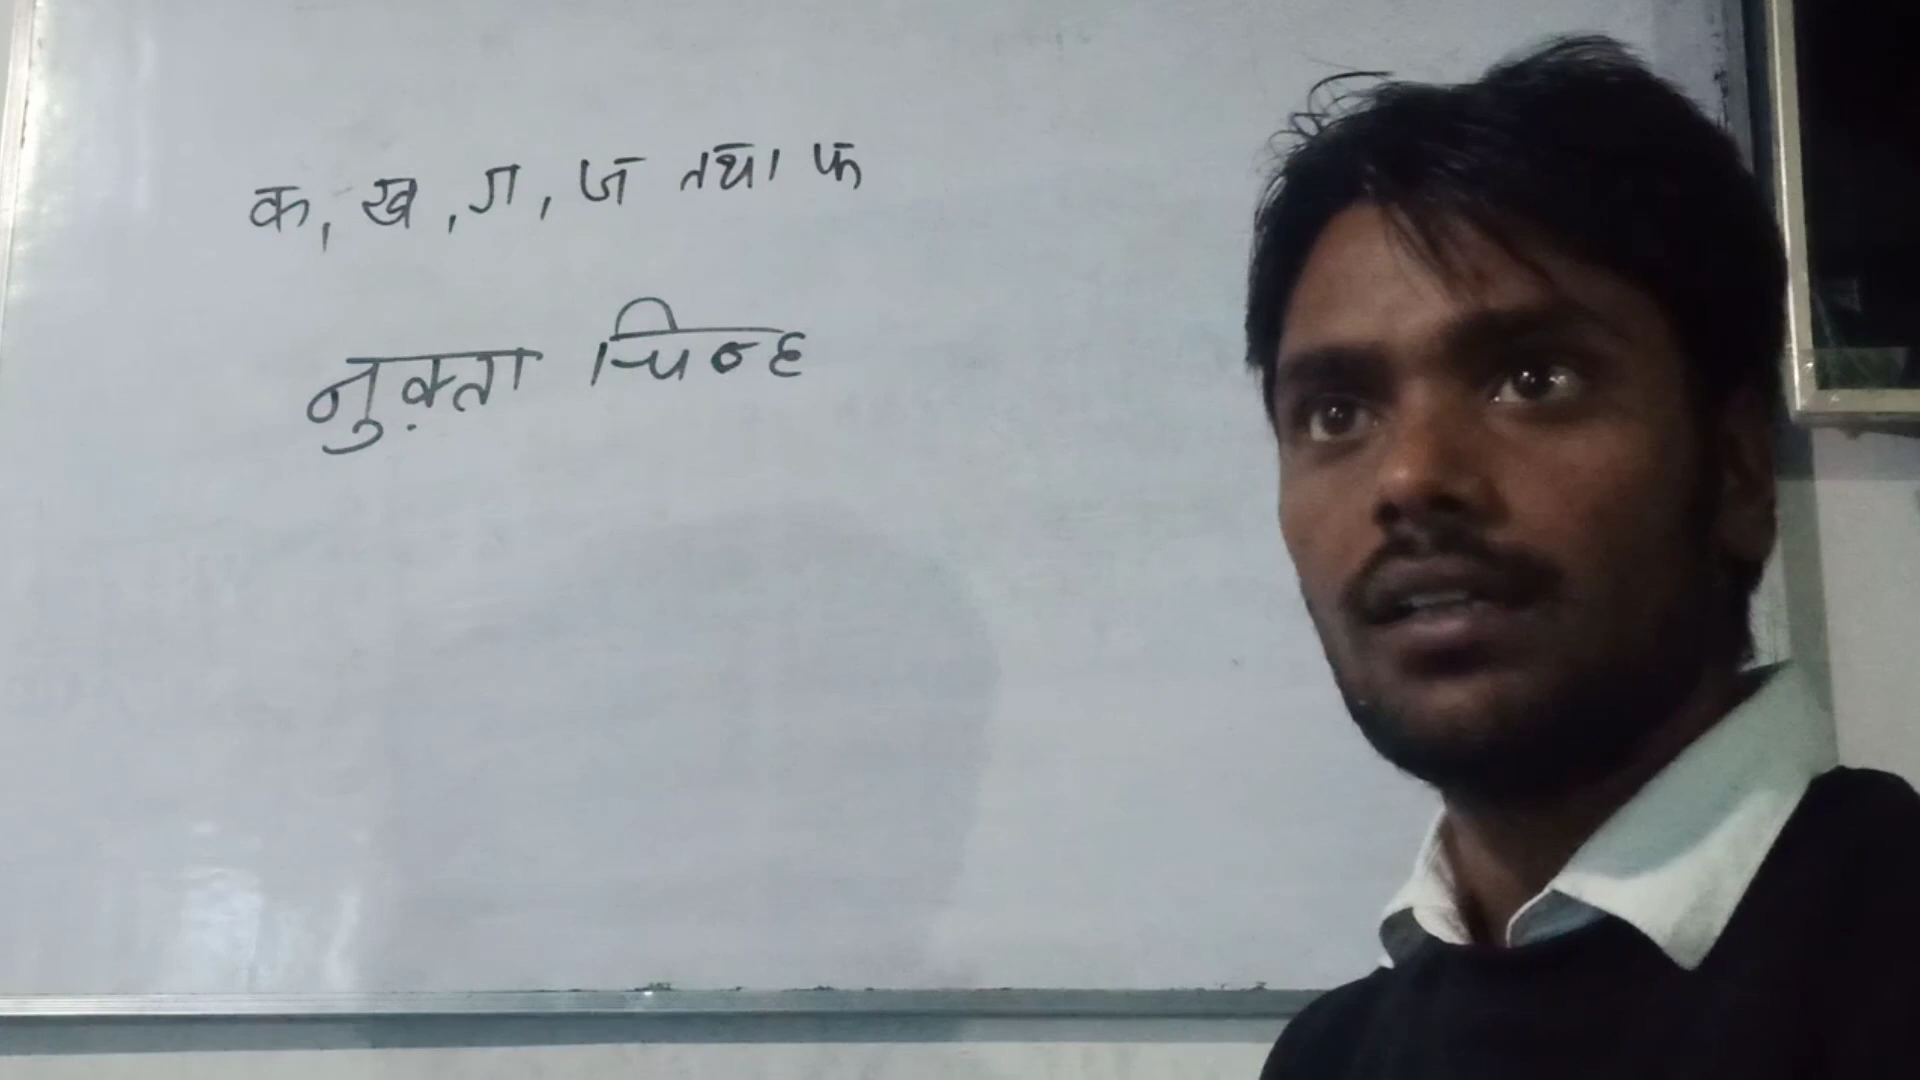 क, ख, ग, ज तथा फ
नुक़्ता चिन्ह